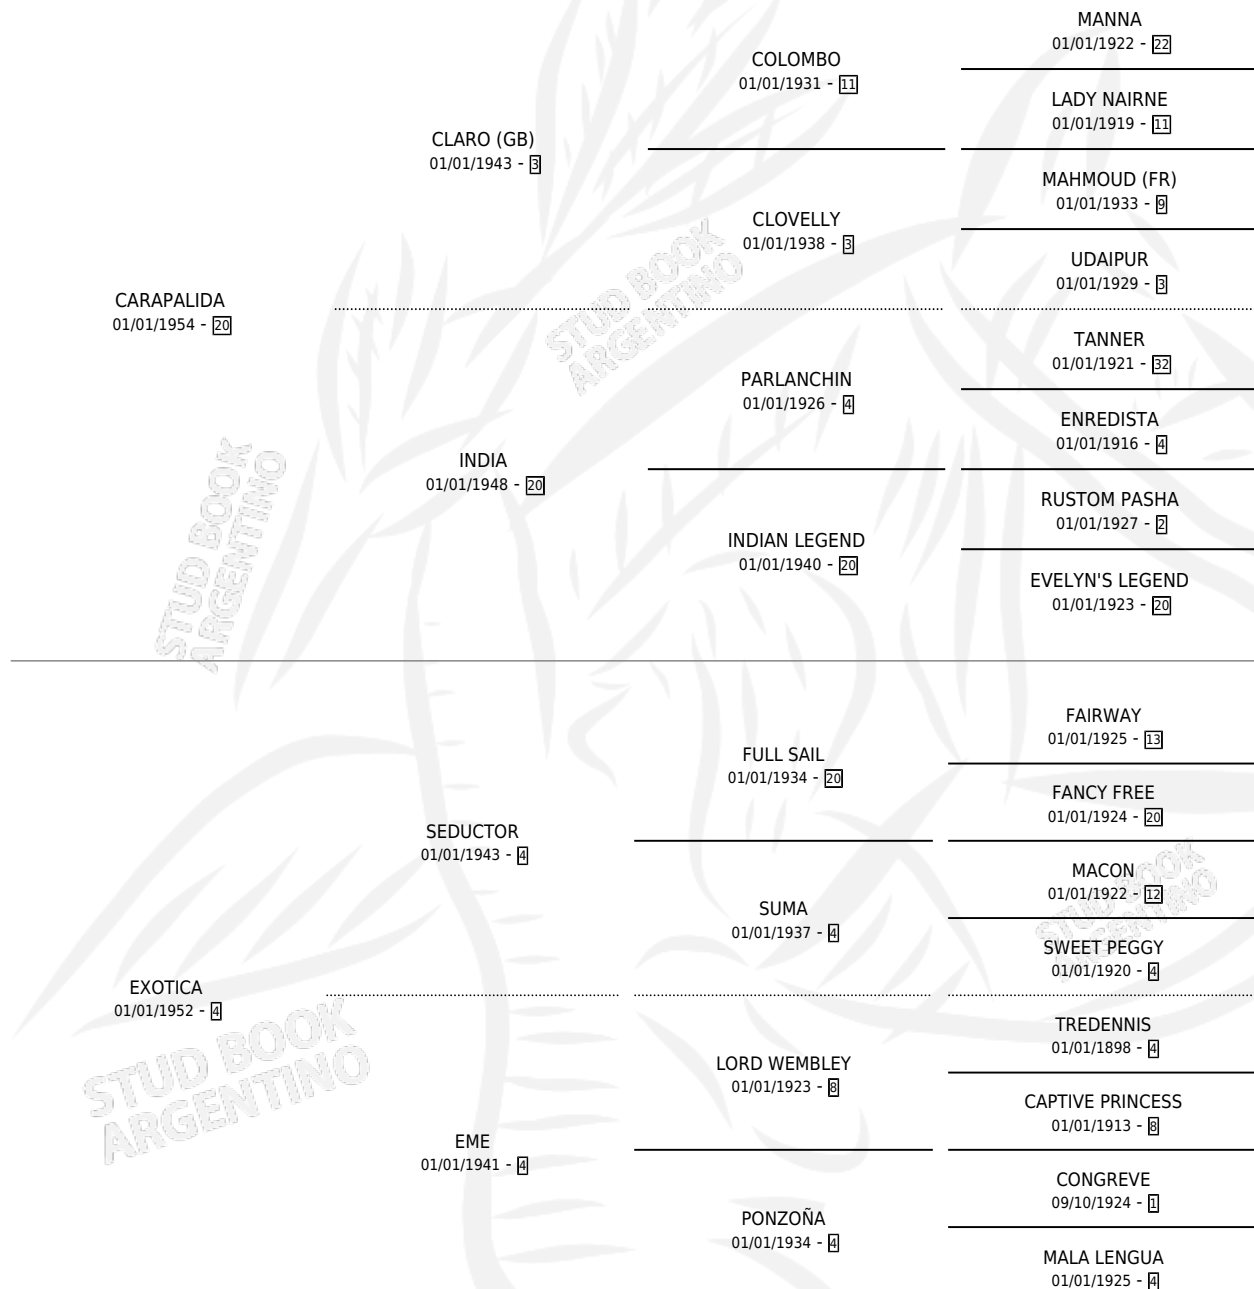 MANNA
01/01/1922 - 22
COLOMBO
01/01/1931 - 11
LADY NAIRNE
01/01/1919 - 11
CLARO (GB)
01/01/1943 - 3
MAHMOUD (FR)
01/01/1933 - 9
CLOVELLY
01/01/1938 - 3
UDAIPUR
01/01/1929 - 3
CARAPALIDA
01/01/1954 - 20
TANNER
01/01/1921 - 32
PARLANCHIN
01/01/1926 - 4
ENREDISTA
01/01/1916 - 4
INDIA
01/01/1948 - 20
RUSTOM PASHA
01/01/1927 - 2
INDIAN LEGEND
01/01/1940 - 20
EVELYN'S LEGEND
01/01/1923 - 20
STUD BOOK
ARGENTINO
STUD BOOK
ARGENTINO
FAIRWAY
01/01/1925 - 13
FULL SAIL
01/01/1934 - 20
FANCY FREE
01/01/1924 - 20
SEDUCTOR
01/01/1943 - 4
MACON
01/01/1922 - 12
SUMA
01/01/1937 - 4
SWEET PEGGY
01/01/1920 - 4
EXOTICA
01/01/1952 - 4
TREDENNIS
01/01/1898 - 4
LORD WEMBLEY
01/01/1923 - 8
CAPTIVE PRINCESS
01/01/1913 - 8
EME
01/01/1941 - 4
CONGREVE
09/10/1924 - 1
PONZOÑA
01/01/1934 - 4
MALA LENGUA
01/01/1925 - 4
STUD BOOK
ARGENTINO
STUD BOOK
ARGENTINO